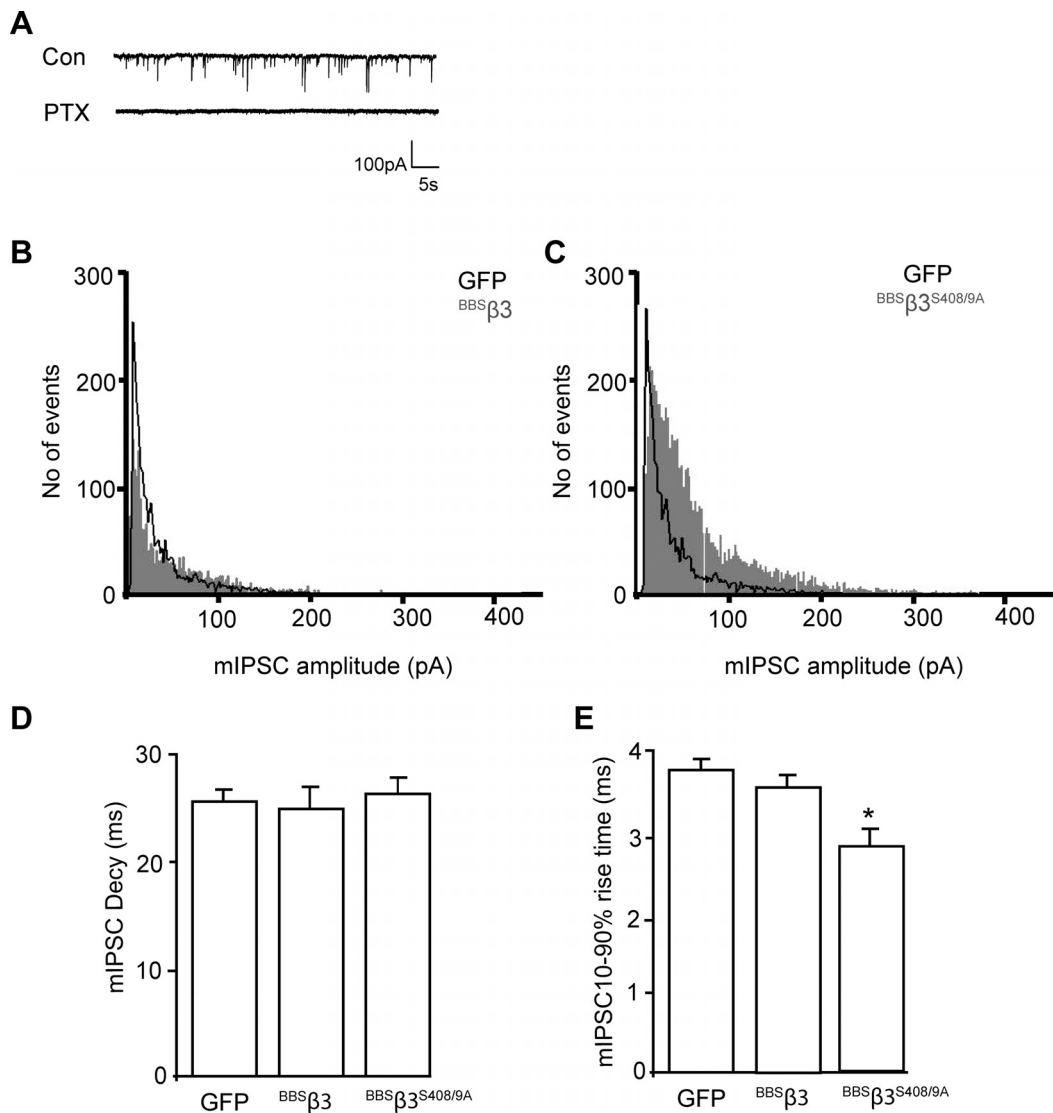 A
Con
PTX
100pA
5s
B
300
200
100
0
No of events
GFP
BBSβ3
100
200
300
400
mIPSC amplitude (pA)
C
300
200
100
0
No of events
GFP
BBSβ3S408/9A
100
200
300
400
mIPSC amplitude (pA)
D
30
20
10
0
mIPSC Decy (ms)
GFP
BBSβ3
BBSβ3S408/9A
E
4
3
2
1
0
mIPSC10-90% rise time (ms)
*
GFP
BBSβ3
BBSβ3S408/9A